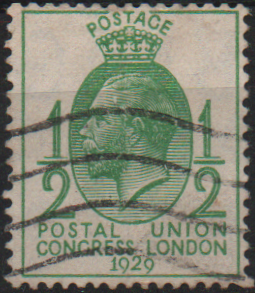 POSTAGE
1/2 1/2
POSTAL UNION
CONGRESS LONDON
1929